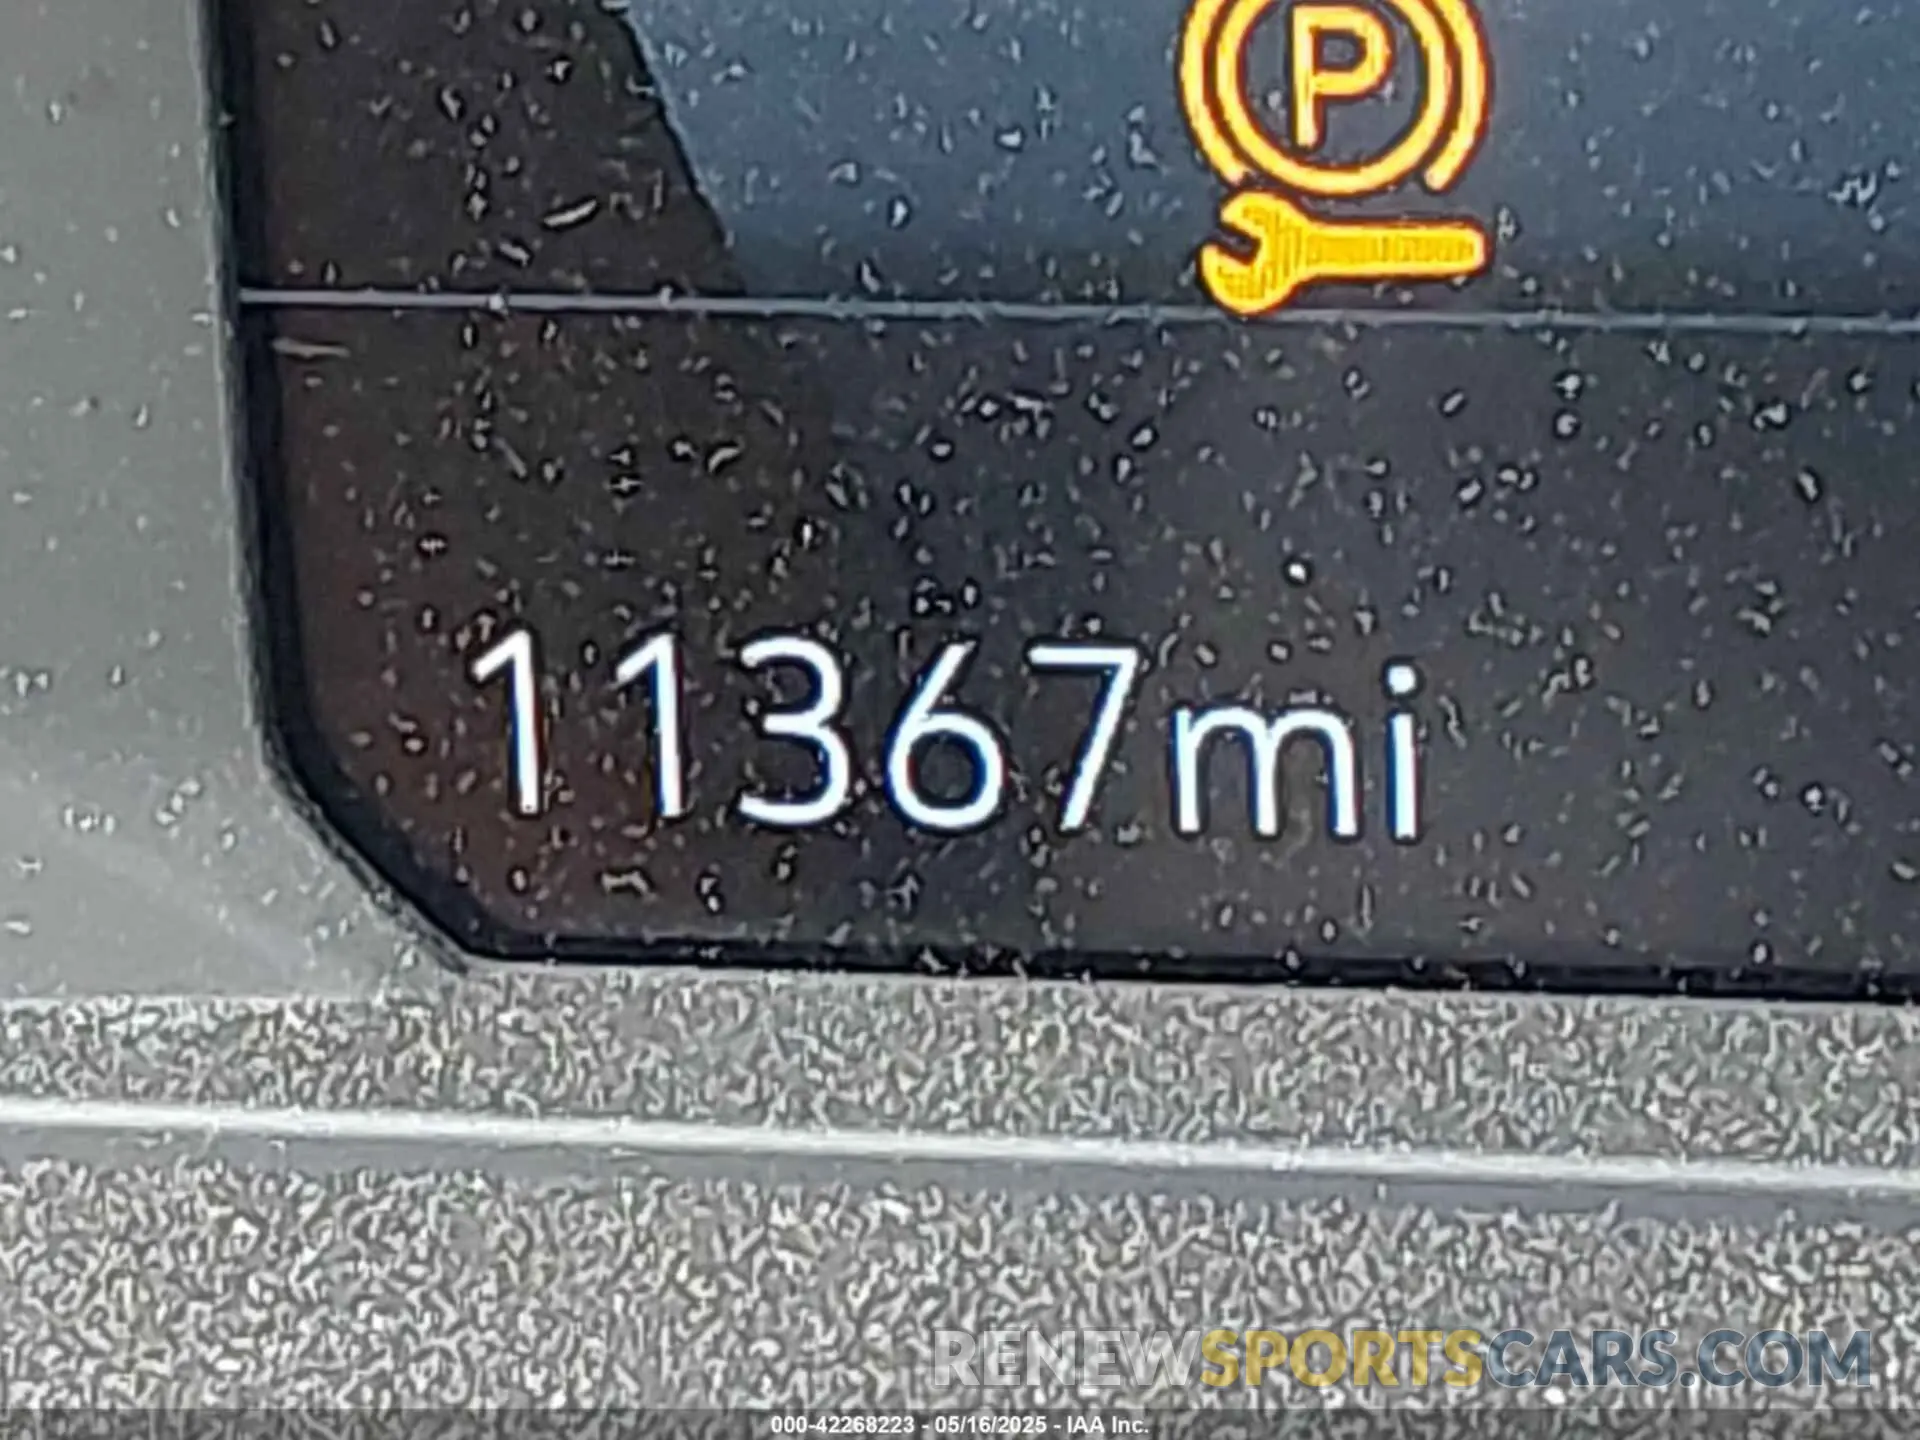 P
11367mi
RENEWSPORTSCARS.COM
000-42268223 - 05/16/2025 - IAA Inc.